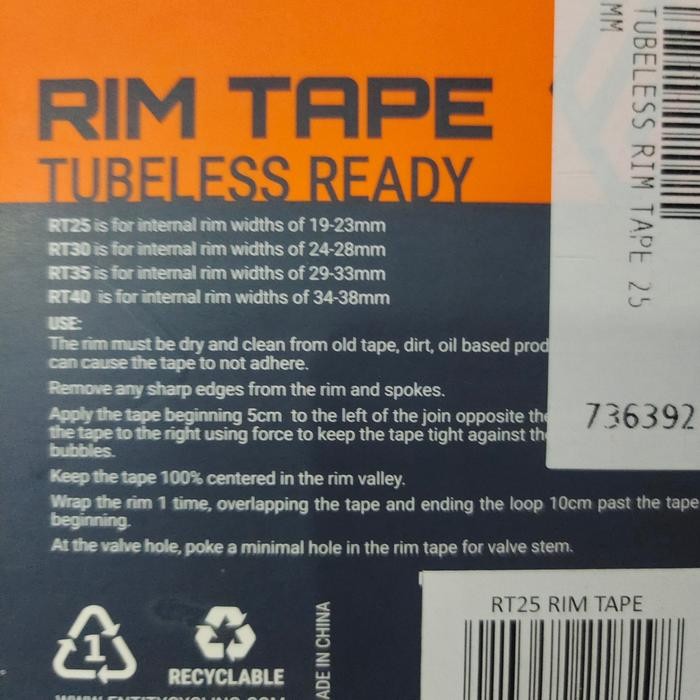 RIM TAPE
TUBELESS READY
RT25 is for internal rim widths of 19-23mm
RT30 is for internal rim widths of 24-28mm
RT35 is for internal rim widths of 29-33mm
RT40 is for internal rim widths of 34-38mm
USE:
The rim must be dry and clean from old tape, dirt, oil based prod
can cause the tape to not adhere.
Remove any sharp edges from the rim and spokes.
Apply the tape beginning 5cm to the left of the join opposite the
the tape to the right using force to keep the tape tight against th
bubbles.
Keep the tape 100% centered in the rim valley.
Wrap the rim 1 time, overlapping the tape and ending the loop 10cm past the tape
beginning.
At the valve hole, poke a minimal hole in the rim tape for valve stem.
1
RECYCLABLE
WWW.ENTITYCYCLING.COM
ADE IN CHINA
TUBELESS RIM TAPE 25
MM
736392
RT25 RIM TAPE